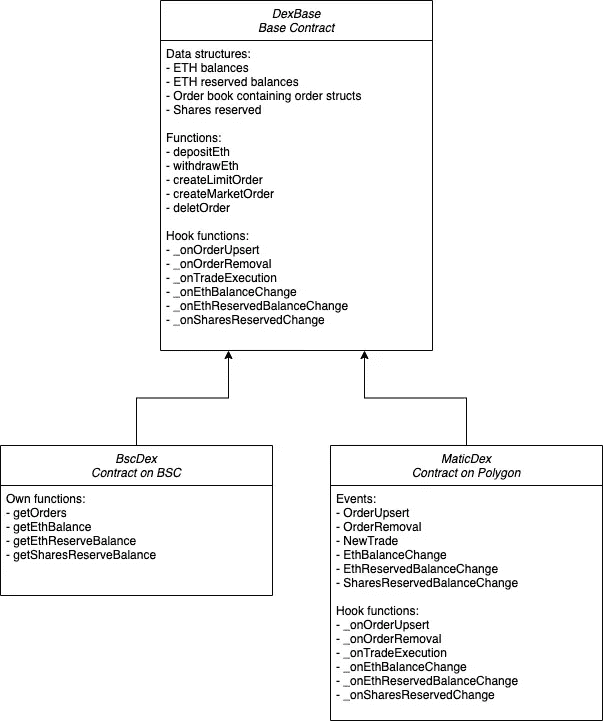 DexBase
Base Contract
Data structures:
- ETH balances
- ETH reserved balances
- Order book containing order structs
- Shares reserved
Functions:
- depositEth
- withdrawEth
- createLimitOrder
- createMarketOrder
- deletOrder
Hook functions:
- _onOrderUpsert
- _onOrderRemoval
- _onTradeExecution
- _onEthBalanceChange
- _onEthReservedBalanceChange
- _onSharesReservedChange
BscDex
Contract on BSC
Own functions:
- getOrders
- getEthBalance
- getEthReserveBalance
- getSharesReserveBalance
MaticDex
Contract on Polygon
Events:
- OrderUpsert
- OrderRemoval
- NewTrade
- EthBalanceChange
- EthReservedBalanceChange
- SharesReservedBalanceChange
Hook functions:
- _onOrderUpsert
- _onOrderRemoval
- _onTradeExecution
- _onEthBalanceChange
- _onEthReservedBalanceChange
- _onSharesReservedChange